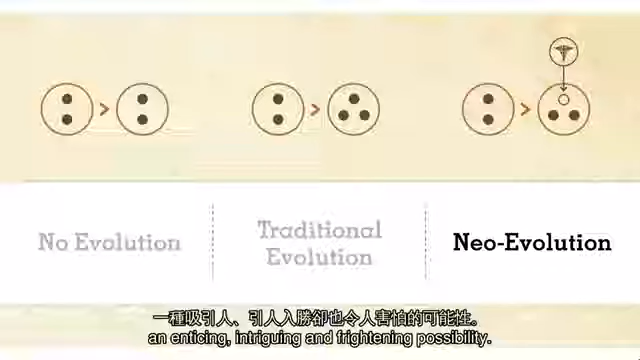 No Evolution
Traditional
Evolution
Neo-Evolution
一種吸引人、引人入勝卻也令人害怕的可能性。
an enticing, intriguing and frightening possibility.